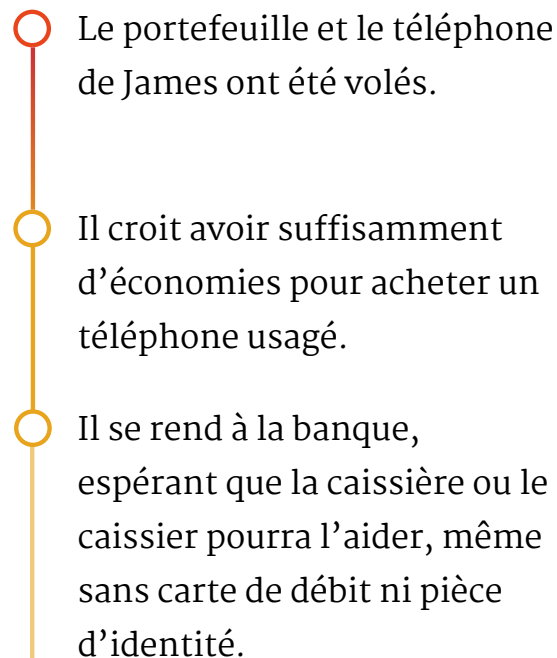 Le portefeuille et le téléphone
de James ont été volés.
Il croit avoir suffisamment
d’économies pour acheter un
téléphone usagé.
Il se rend à la banque,
espérant que la caissière ou le
caissier pourra l’aider, même
sans carte de débit ni pièce
d’identité.